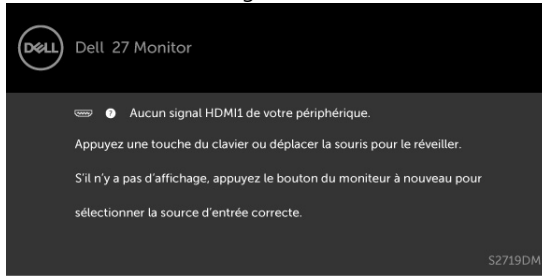 DELL
Dell 27 Monitor
Aucun signal HDMI1 de votre périphérique.
Appuyez une touche du clavier ou déplacer la souris pour le réveiller.
S'il n'y a pas d'affichage, appuyez le bouton du moniteur à nouveau pour
sélectionner la source d'entrée correcte.
S2719DM